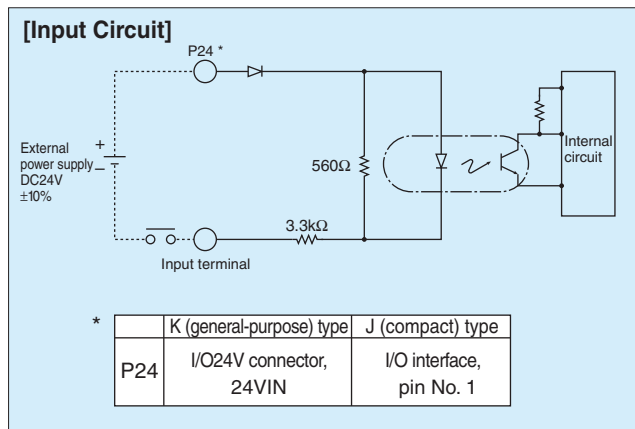 [Input Circuit]
P24 *
External
power supply
DC24V
±10%
+
−
560Ω
3.3kΩ
Input terminal
Internal
circuit
*
K (general-purpose) type J (compact) type
P24
I/O24V connector,
24VIN
I/O interface,
pin No. 1